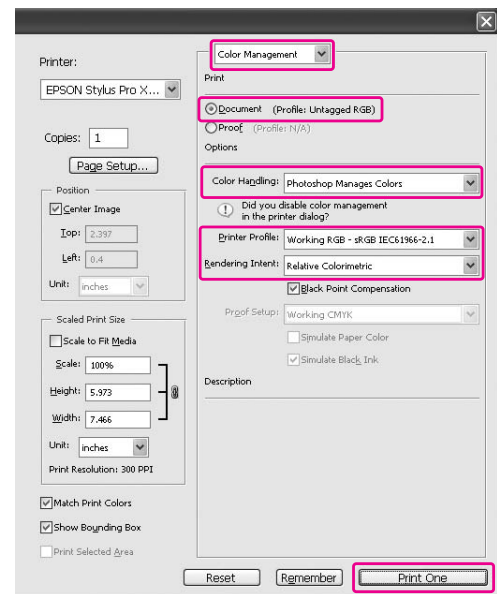 Printer:
EPSON Stylus Pro X...
Copies: 1
Page Setup...
Position
Center Image
Top: 2.397
Left: 0.4
Unit: inches
Scaled Print Size
Scale to Fit Media
Scale: 100%
Height: 5.973
Width: 7.466
Unit: inches
Print Resolution: 300 PPI
Match Print Colors
Show Bounding Box
Print Selected Area
Color Management
Print
Document (Profile: Untagged RGB)
Proof (Profile: N/A)
Options
Color Handling: Photoshop Manages Colors
Did you disable color management
in the printer dialog?
Printer Profile: Working RGB - sRGB IEC61966-2.1
Rendering Intent: Relative Colorimetric
Black Point Compensation
Proof Setup: Working CMYK
Simulate Paper Color
Simulate Black Ink
Description
Reset Remember Print One